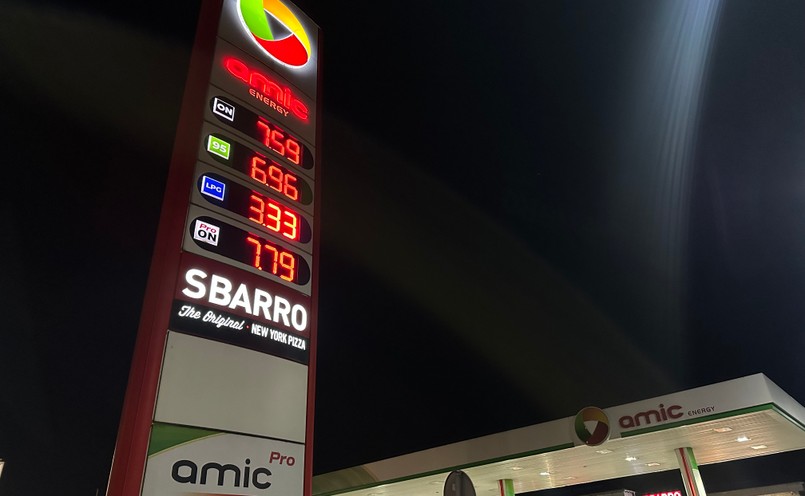 amic
ENERGY
ON 7.59
95 6.96
LPG 3.33
Pro ON 7.79
SBARRO
The Original · NEW YORK PIZZA
amic Pro
amic ENERGY
SBARRO